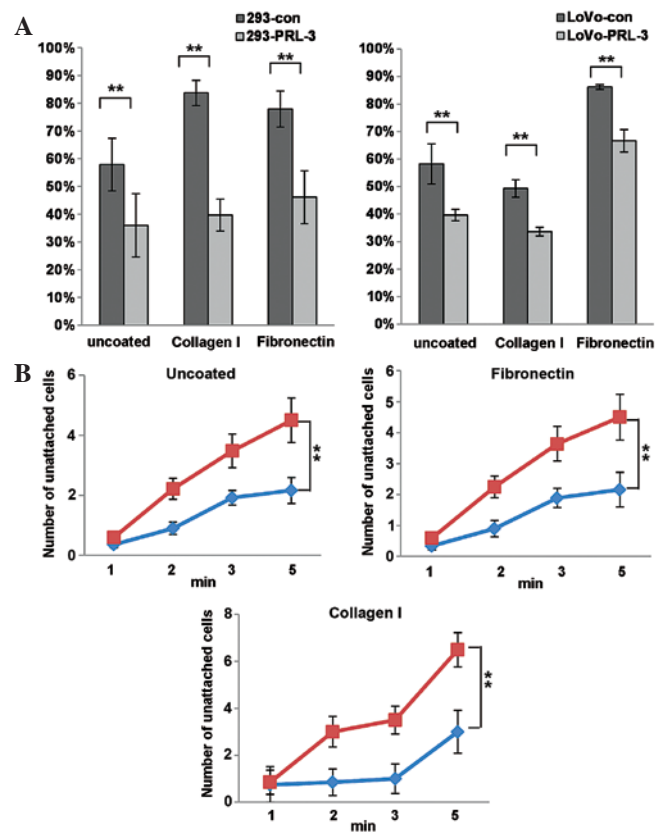 A
293-con
293-PRL-3
100%
90%
80%
70%
60%
50%
40%
30%
20%
10%
0%
**
**
**
uncoated Collagen I Fibronectin
LoVo-con
LoVo-PRL-3
100%
90%
80%
70%
60%
50%
40%
30%
20%
10%
0%
**
**
**
uncoated Collagen I Fibronectin
B
Uncoated
Number of unattached cells
6
4
2
0
**
1 2 3 5
min
Fibronectin
Number of unattached cells
6
5
4
3
2
1
0
**
1 2 3 5
min
Collagen I
Number of unattached cells
8
6
4
2
0
**
1 2 3 5
min